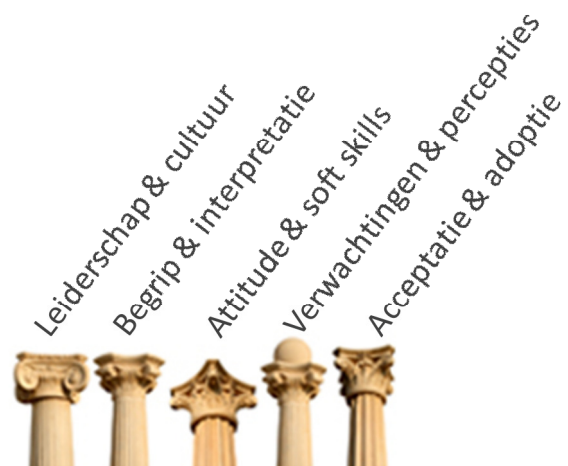 Leiderschap & cultuur
Begrip & interpretatie
Attitude & soft skills
Verwachtingen & percepties
Acceptatie & adoptie